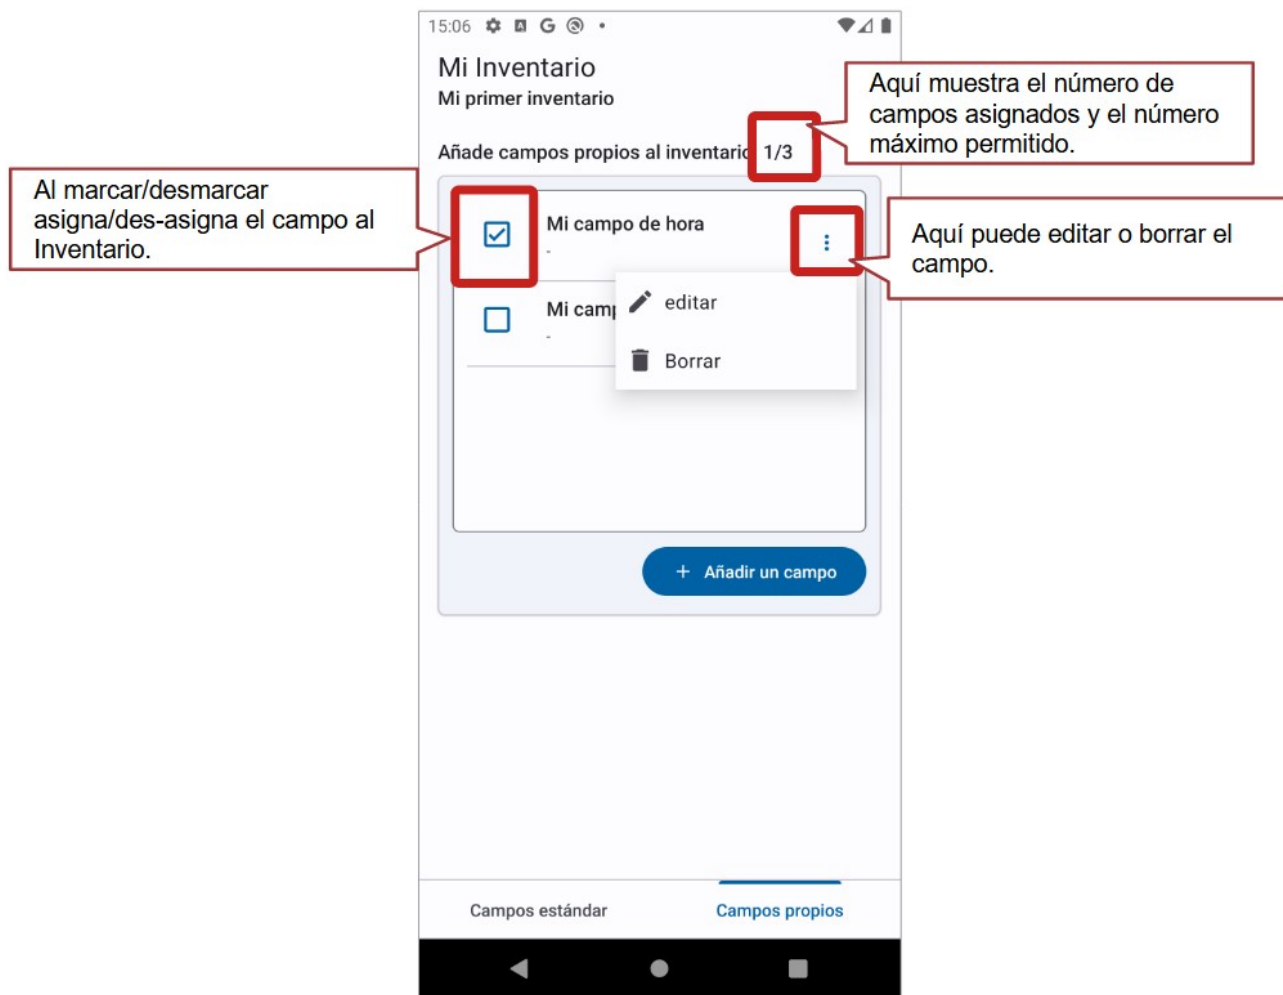 15:06
Mi Inventario
Mi primer inventario
Aquí muestra el número de
campos asignados y el número
máximo permitido.
Añade campos propios al inventario 1/3
Al marcar/desmarcar
asigna/des-asigna el campo al
Inventario.
Mi campo de hora
-
Aquí puede editar o borrar el
campo.
editar
Mi
-
Borrar
+ Añadir un campo
Campos estándar
Campos propios